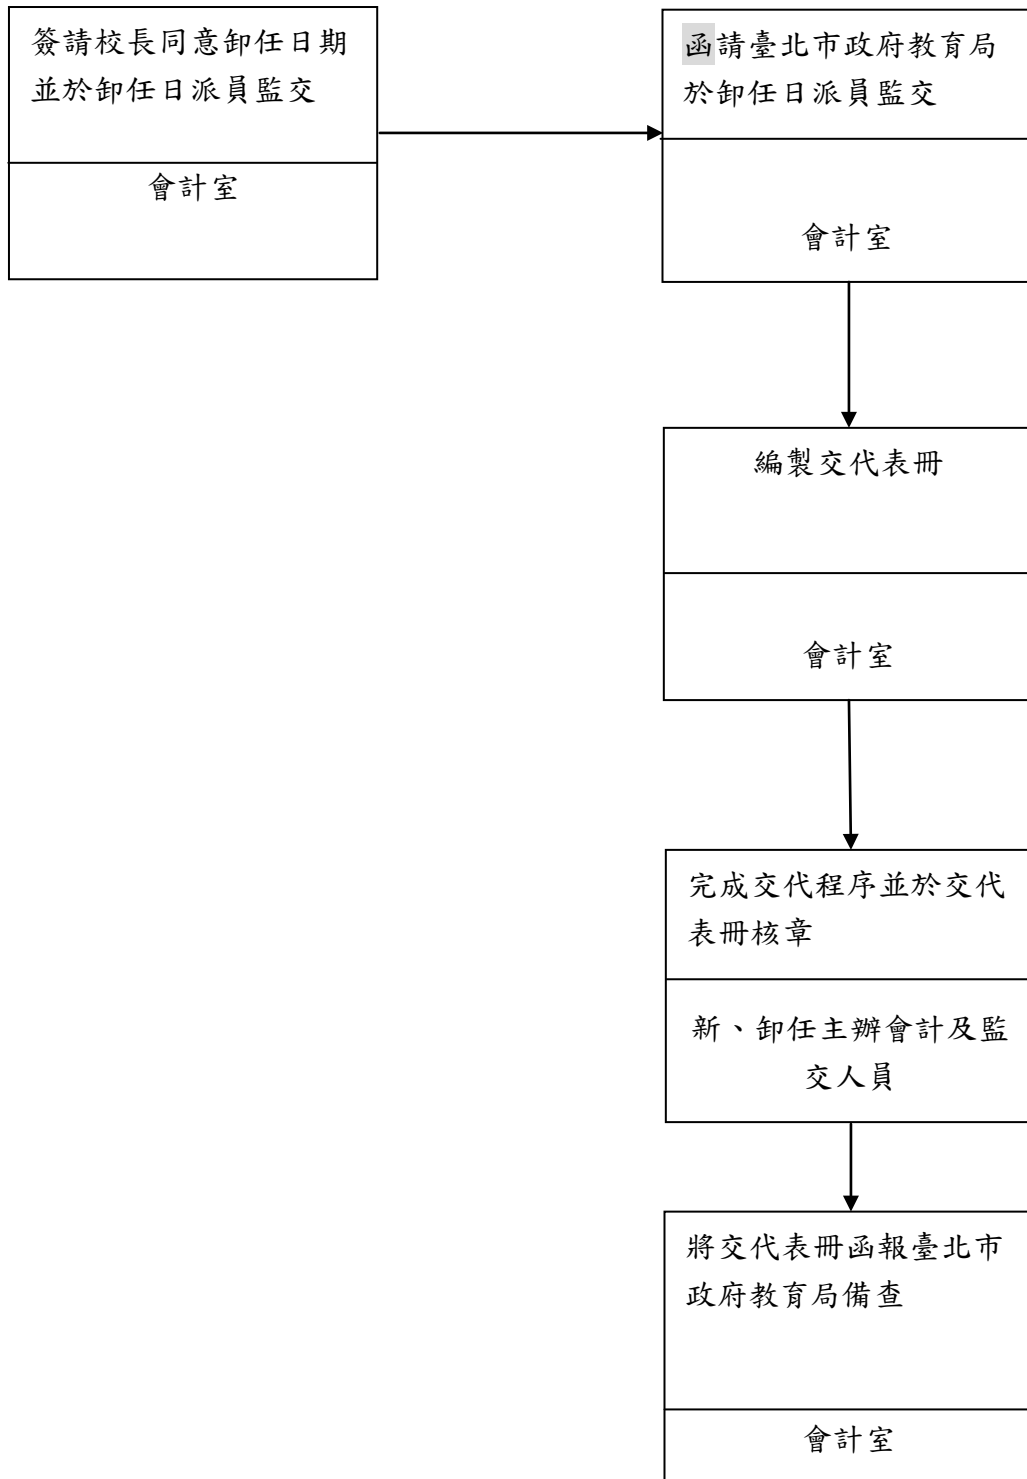 簽請校長同意卸任日期
並於卸任日派員監交
會計室
函請臺北市政府教育局
於卸任日派員監交
會計室
編製交代表冊
會計室
完成交代程序並於交代
表冊核章
新、卸任主辦會計及監
交人員
將交代表冊函報臺北市
政府教育局備查
會計室